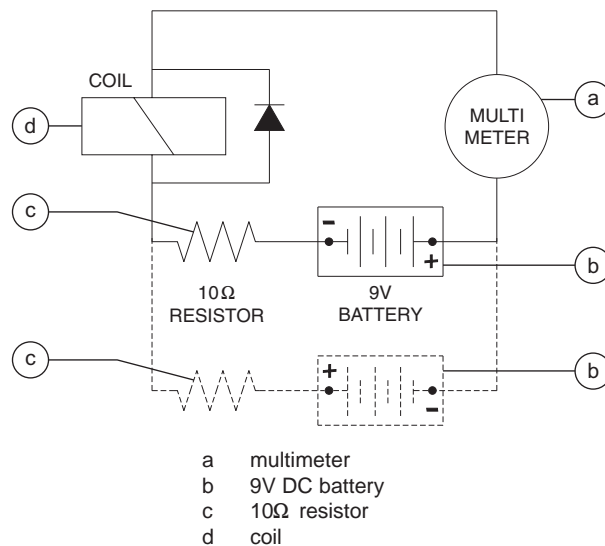 COIL
d
MULTI
METER
a
c
-
+
10Ω
RESISTOR
9V
BATTERY
b
c
+
-
b
a multimeter
b 9V DC battery
c 10Ω resistor
d coil